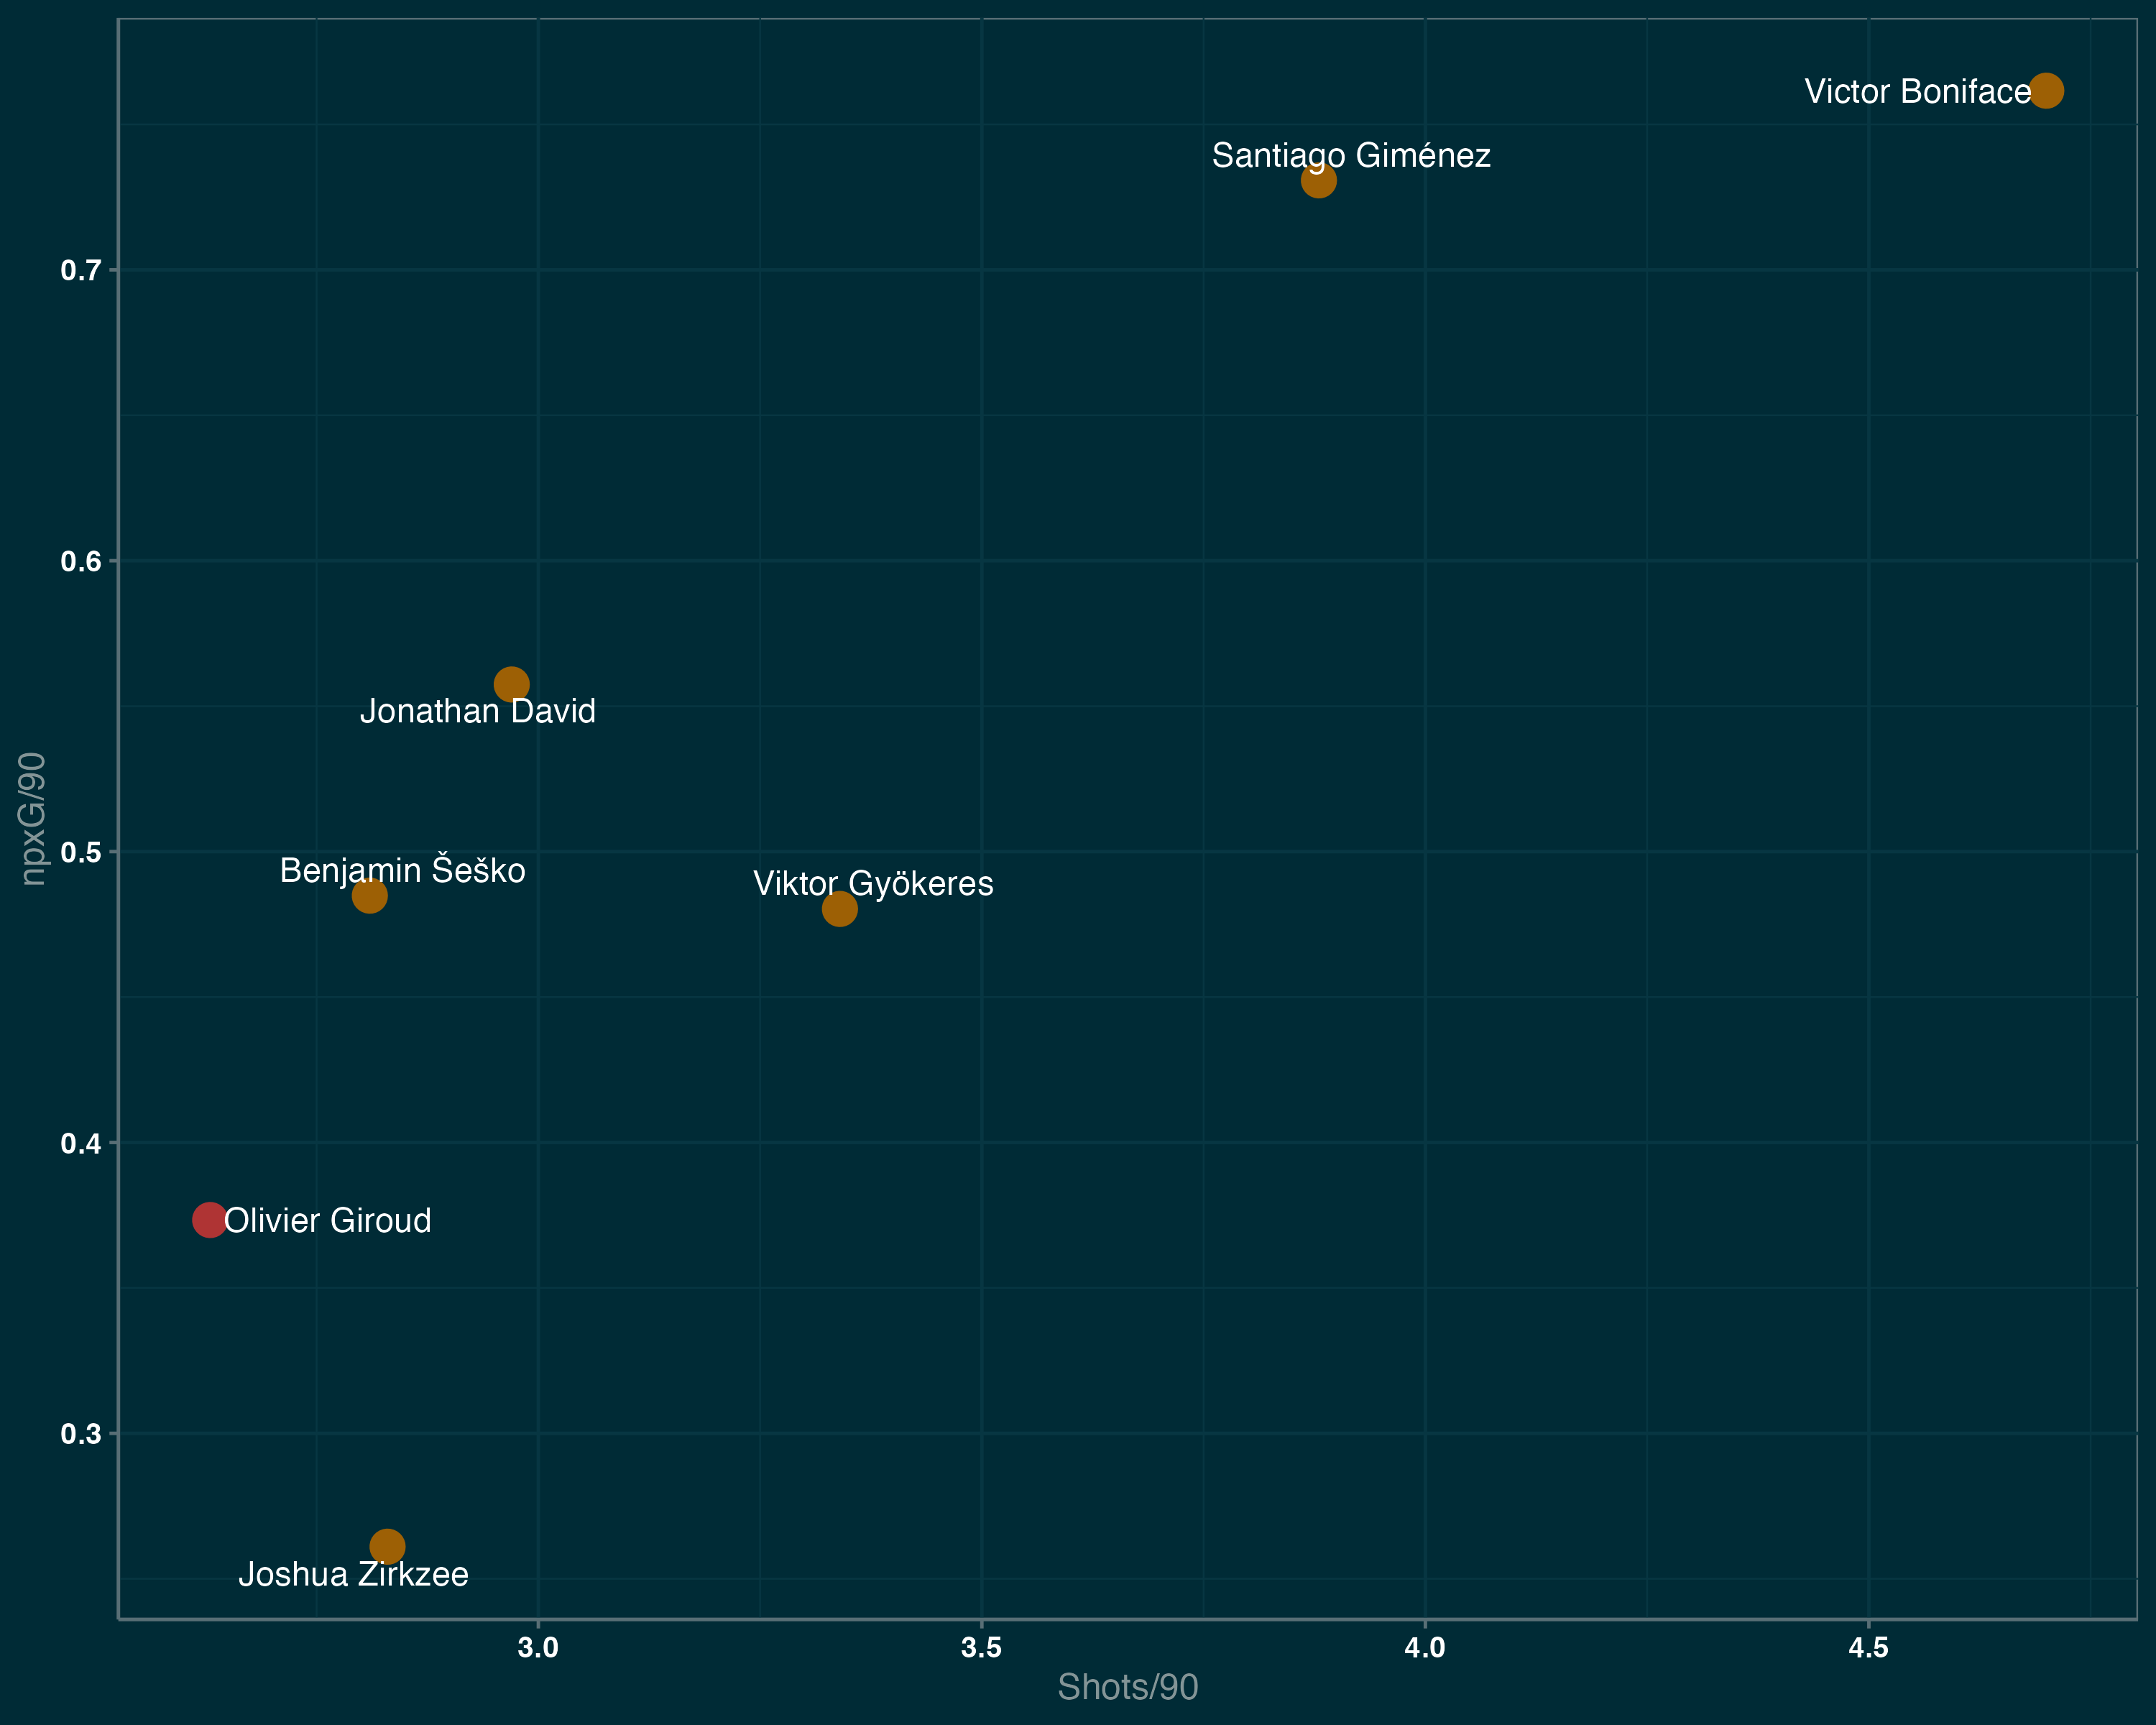 Victor Boniface
Santiago Giménez
0.7
0.6
Jonathan David
npxG/90
0.5
Benjamin Šeško
Viktor Gyökeres
0.4
Olivier Giroud
0.3
Joshua Zirkzee
3.0
3.5
4.0
4.5
Shots/90